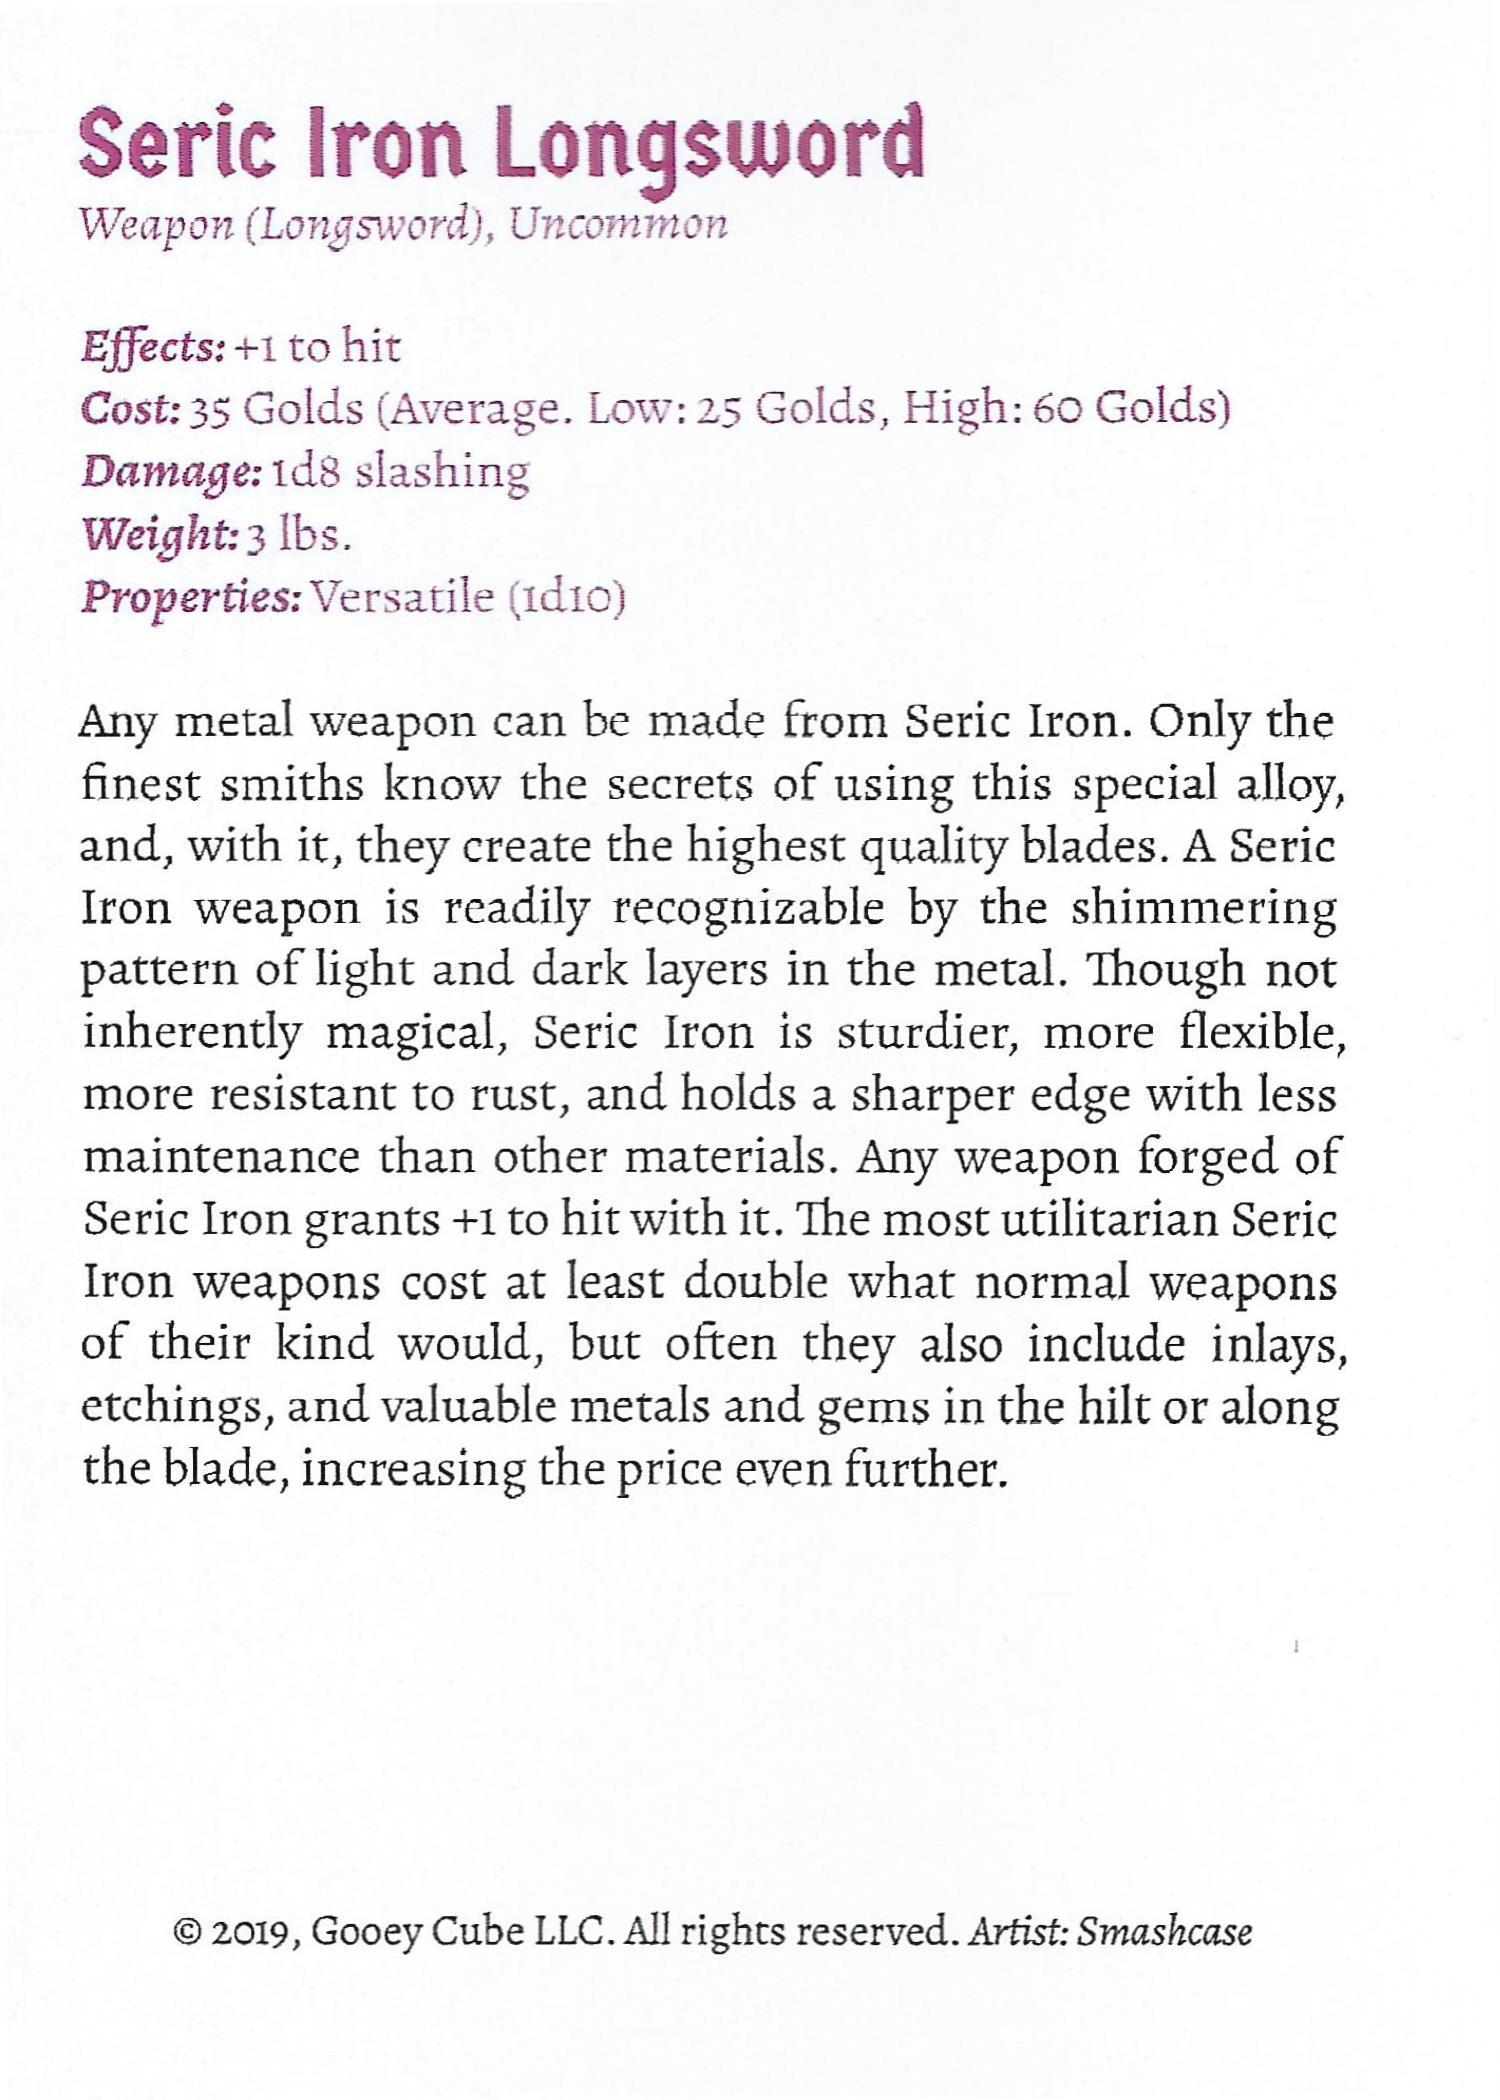 Seric Iron Longsword
Weapon (Longsword), Uncommon
Effects: +1 to hit
Cost: 35 Golds (Average. Low: 25 Golds, High: 60 Golds)
Damage: 1d8 slashing
Weight: 3 lbs.
Properties: Versatile (1d10)
Any metal weapon can be made from Seric Iron. Only the
finest smiths know the secrets of using this special alloy,
and, with it, they create the highest quality blades. A Seric
Iron weapon is readily recognizable by the shimmering
pattern of light and dark layers in the metal. Though not
inherently magical, Seric Iron is sturdier, more flexible,
more resistant to rust, and holds a sharper edge with less
maintenance than other materials. Any weapon forged of
Seric Iron grants +1 to hit with it. The most utilitarian Seric
Iron weapons cost at least double what normal weapons
of their kind would, but often they also include inlays,
etchings, and valuable metals and gems in the hilt or along
the blade, increasing the price even further.
© 2019, Gooey Cube LLC. All rights reserved. Artist: Smashcase